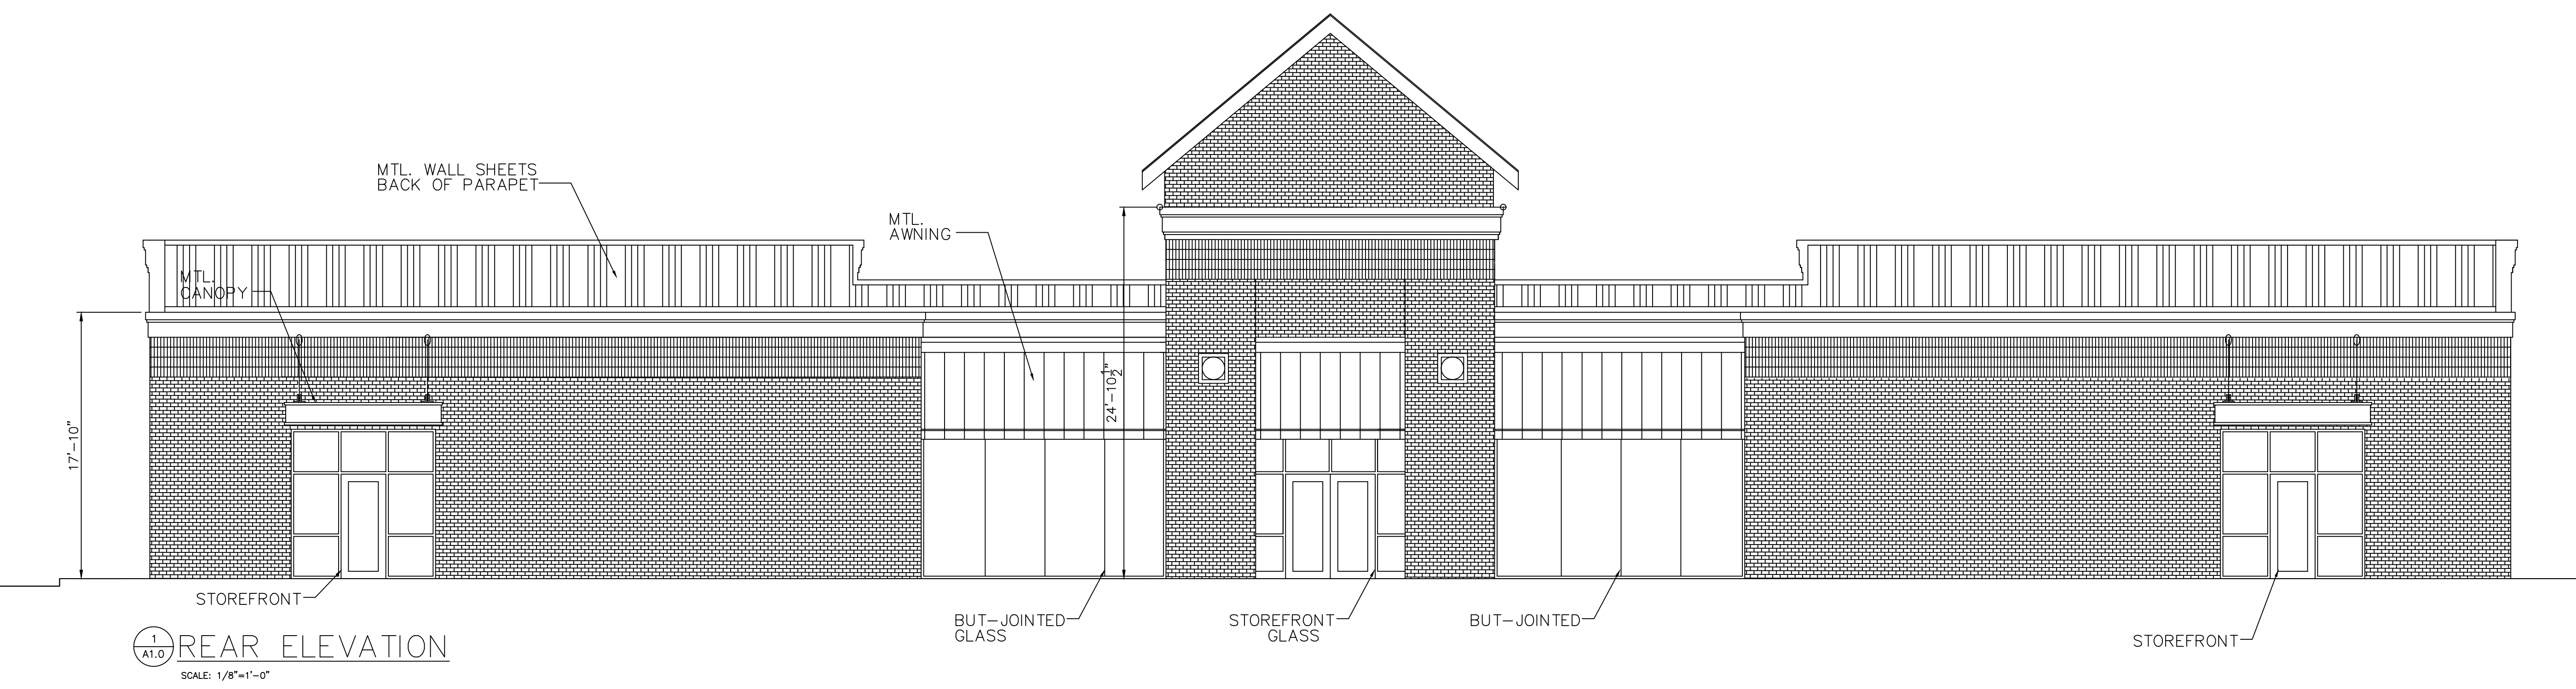 MTL. WALL SHEETS
BACK OF PARAPET
MTL.
AWNING
MTL.
CANOPY
17'-10"
24'-10 1/2"
STOREFRONT
BUT-JOINTED
GLASS
STOREFRONT
GLASS
BUT-JOINTED
STOREFRONT
1
A1.0
REAR ELEVATION
SCALE: 1/8"=1'-0"